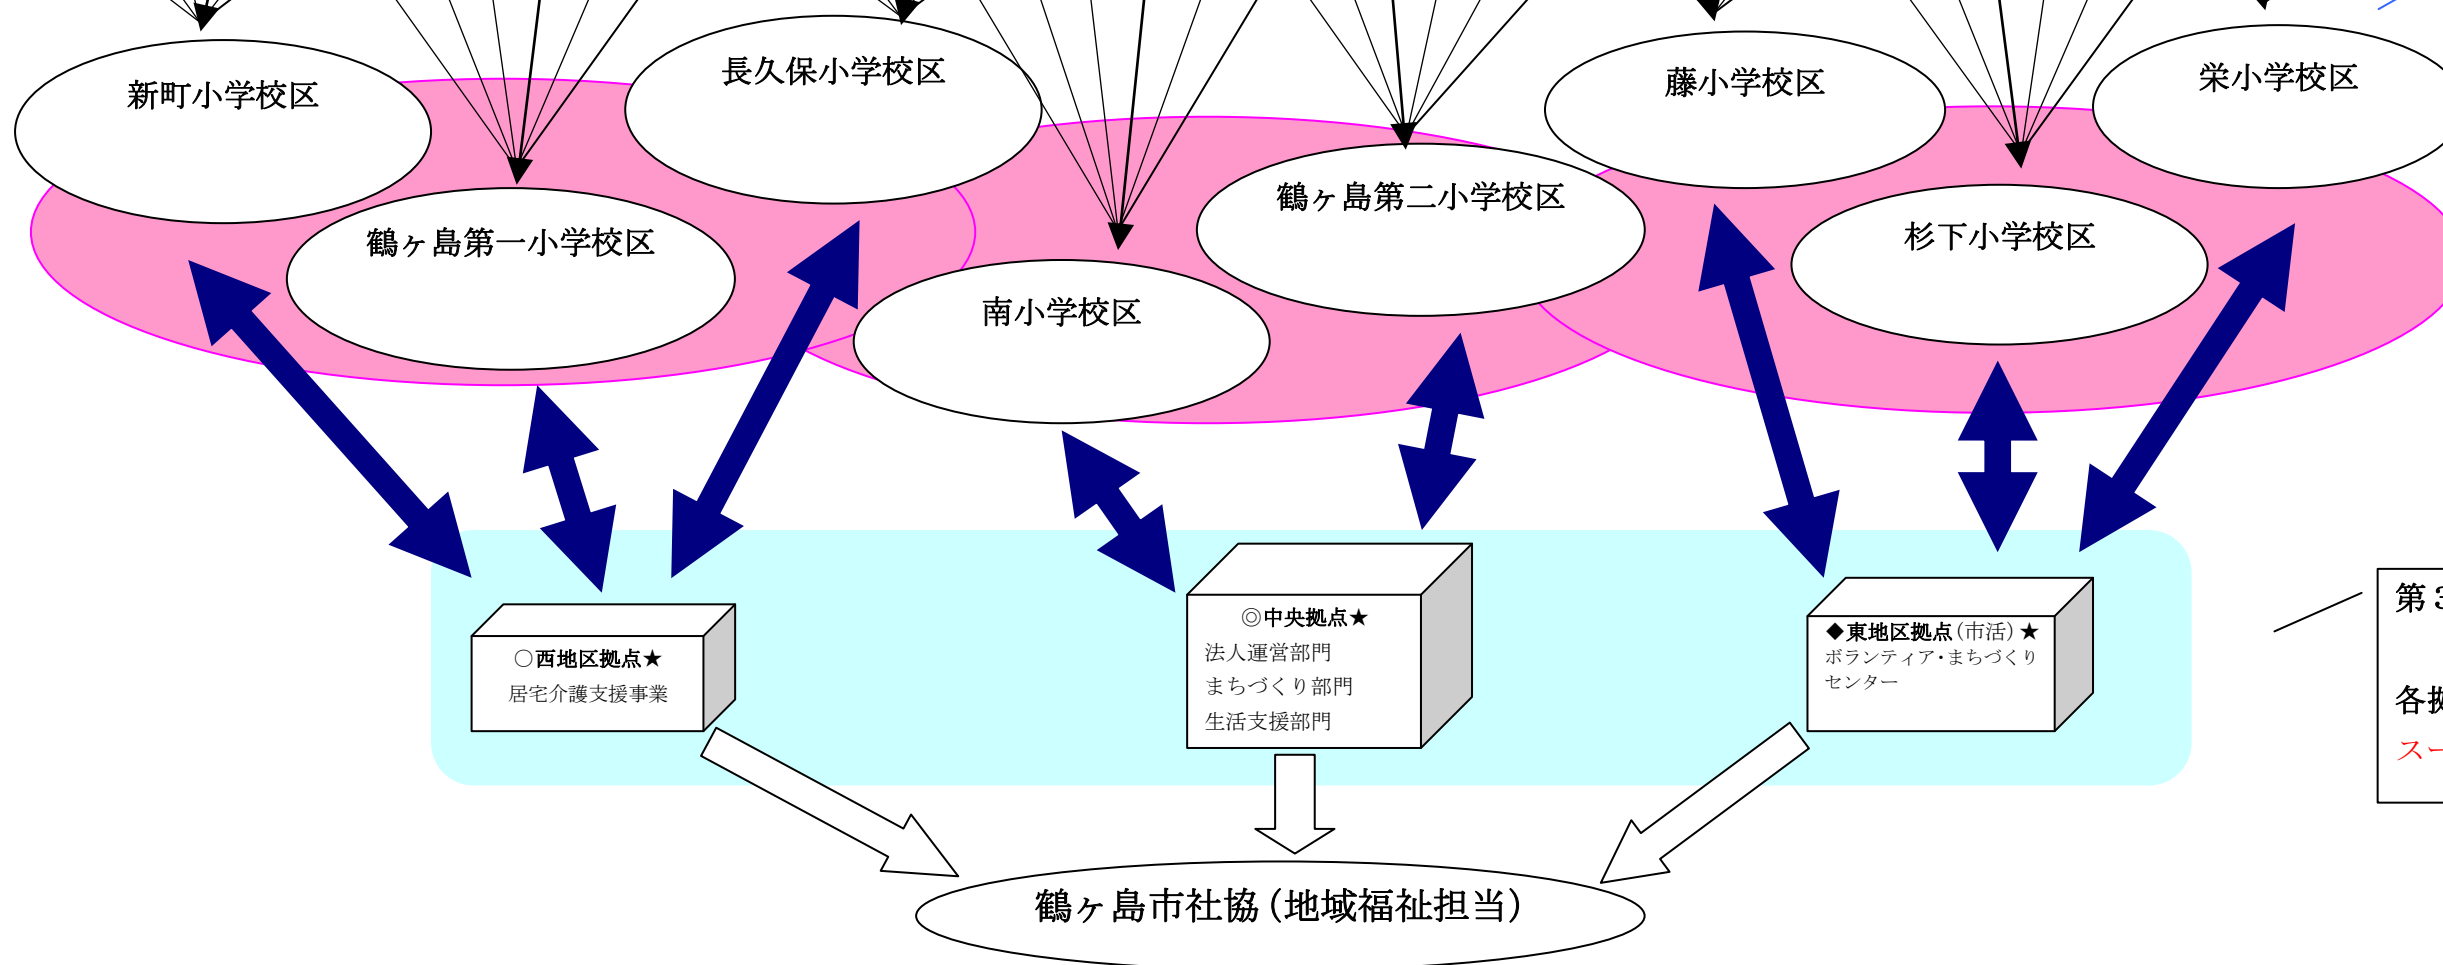 新町小学校区
長久保小学校区
藤小学校区
栄小学校区
鶴ヶ島第一小学校区
鶴ヶ島第二小学校区
杉下小学校区
南小学校区
○西地区拠点★
居宅介護支援事業
◎中央拠点★
法人運営部門
まちづくり部門
生活支援部門
◆東地区拠点(市活)★
ボランティア・まちづくり
センター
第3
各拠
スー
鶴ヶ島市社協(地域福祉担当)